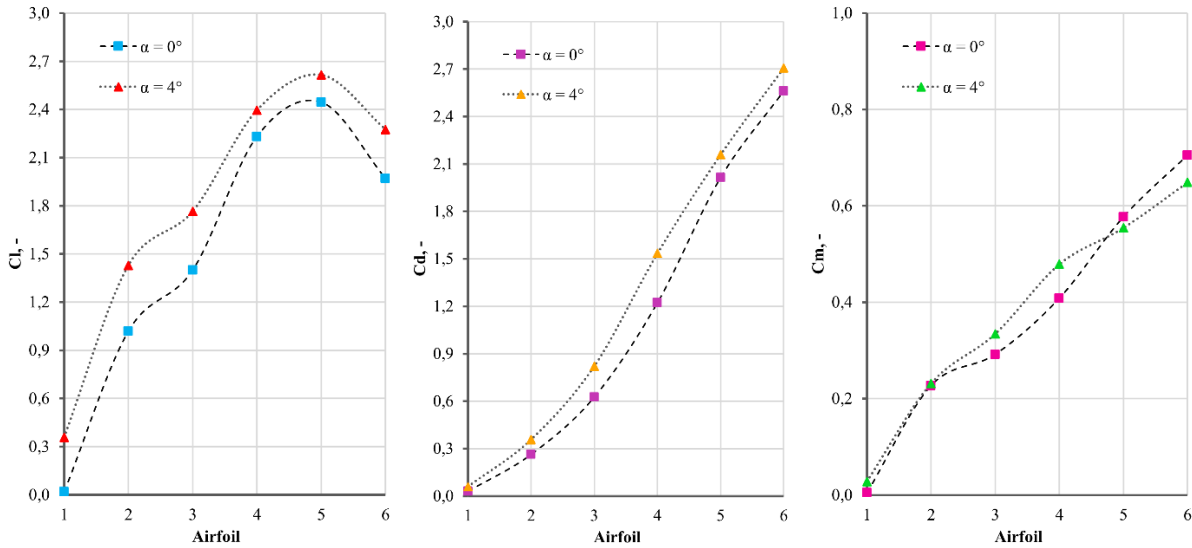 3,0
2,7
2,4
2,1
1,8
1,5
1,2
0,9
0,6
0,3
0,0
Cl, -
α = 0°
α = 4°
1 2 3 4 5 6
Airfoil
3,0
2,7
2,4
2,1
1,8
1,5
1,2
0,9
0,6
0,3
0,0
Cd, -
α = 0°
α = 4°
1 2 3 4 5 6
Airfoil
1,0
0,8
0,6
0,4
0,2
0,0
Cm, -
α = 0°
α = 4°
1 2 3 4 5 6
Airfoil